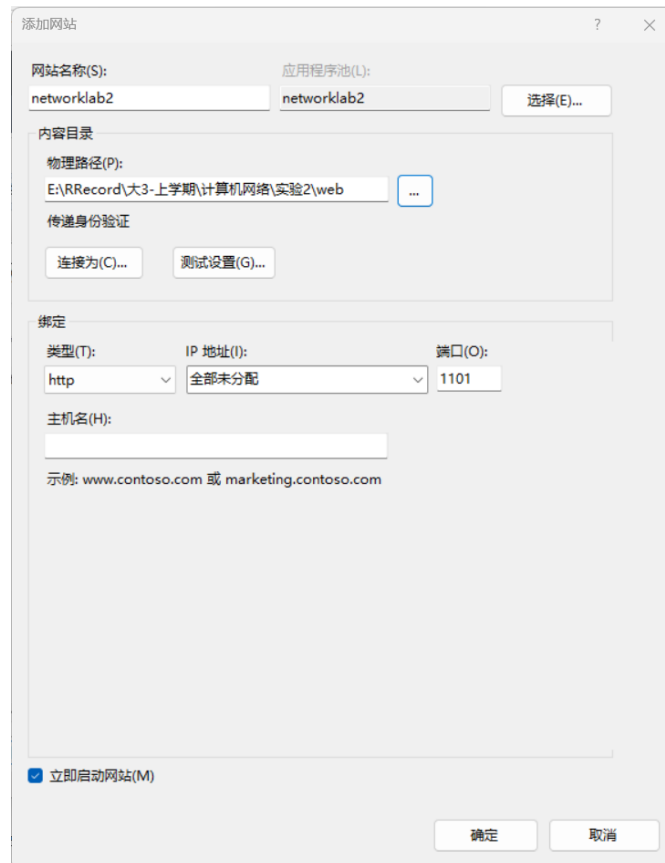 添加网站
?
网站名称(S):
应用程序池(L):
networklab2
networklab2
选择(E)...
内容目录
物理路径(P):
E:\RRecord\大3-上学期\计算机网络\实验2\web
...
传递身份验证
连接为(C)...
测试设置(G)...
绑定
类型(T):
IP 地址(I):
端口(O):
http
全部未分配
1101
主机名(H):
示例: www.contoso.com 或 marketing.contoso.com
立即启动网站(M)
确定
取消